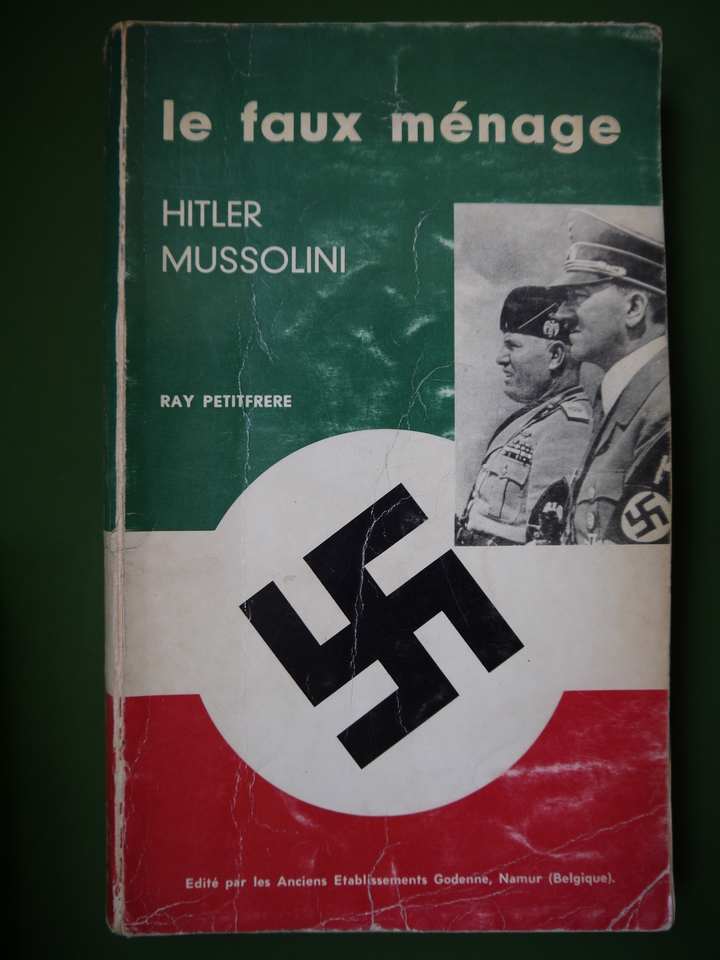 le faux ménage
HITLER
MUSSOLINI
RAY PETITFRERE
Edité par les Anciens Etablissements Godenne, Namur (Belgique).